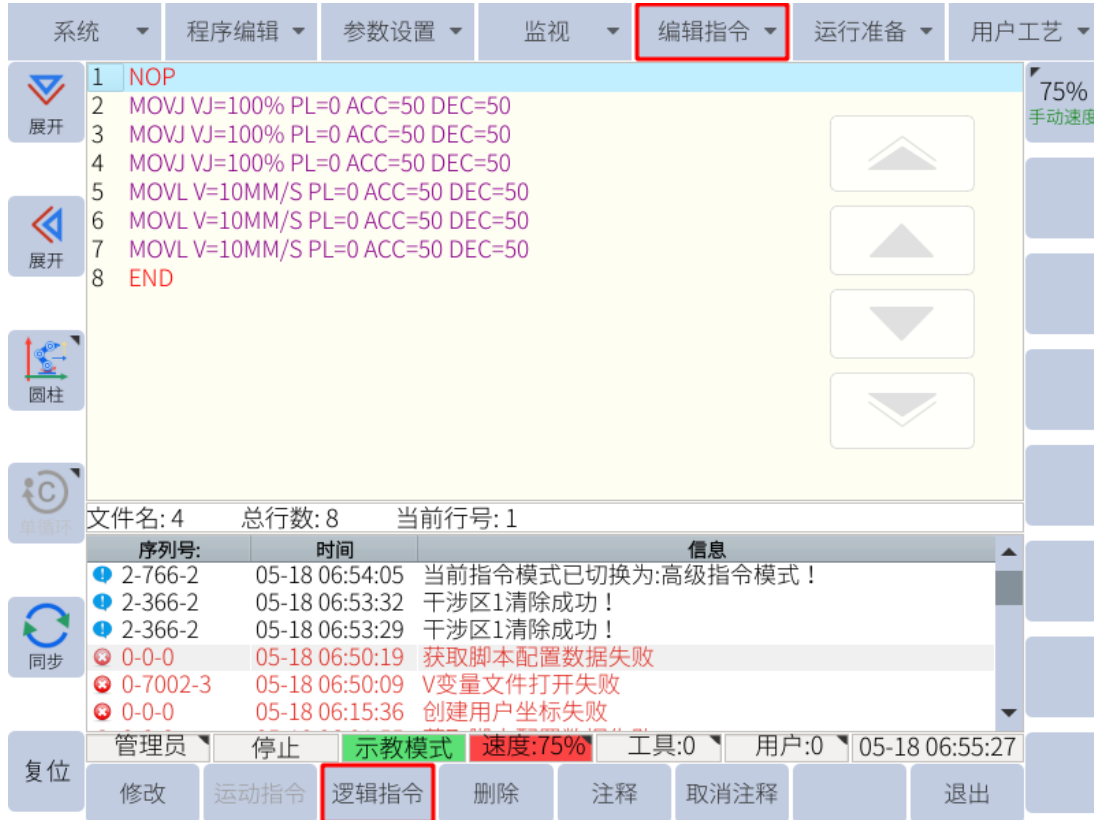 系统 程序编辑 参数设置 监视 编辑指令 运行准备 用户工艺
展开
展开
圆柱
单循环
同步
复位
1 NOP
2 MOVJ VJ=100% PL=0 ACC=50 DEC=50
3 MOVJ VJ=100% PL=0 ACC=50 DEC=50
4 MOVJ VJ=100% PL=0 ACC=50 DEC=50
5 MOVL V=10MM/S PL=0 ACC=50 DEC=50
6 MOVL V=10MM/S PL=0 ACC=50 DEC=50
7 MOVL V=10MM/S PL=0 ACC=50 DEC=50
8 END
75%
手动速度
文件名: 4 总行数: 8 当前行号: 1
序列号: 时间 信息
2-766-2 05-18 06:54:05 当前指令模式已切换为:高级指令模式！
2-366-2 05-18 06:53:32 干涉区1清除成功！
2-366-2 05-18 06:53:29 干涉区1清除成功！
0-0-0 05-18 06:50:19 获取脚本配置数据失败
0-7002-3 05-18 06:50:09 V变量文件打开失败
0-0-0 05-18 06:15:36 创建用户坐标失败
管理员 停止 示教模式 速度:75% 工具:0 用户:0 05-18 06:55:27
修改 运动指令 逻辑指令 删除 注释 取消注释 退出